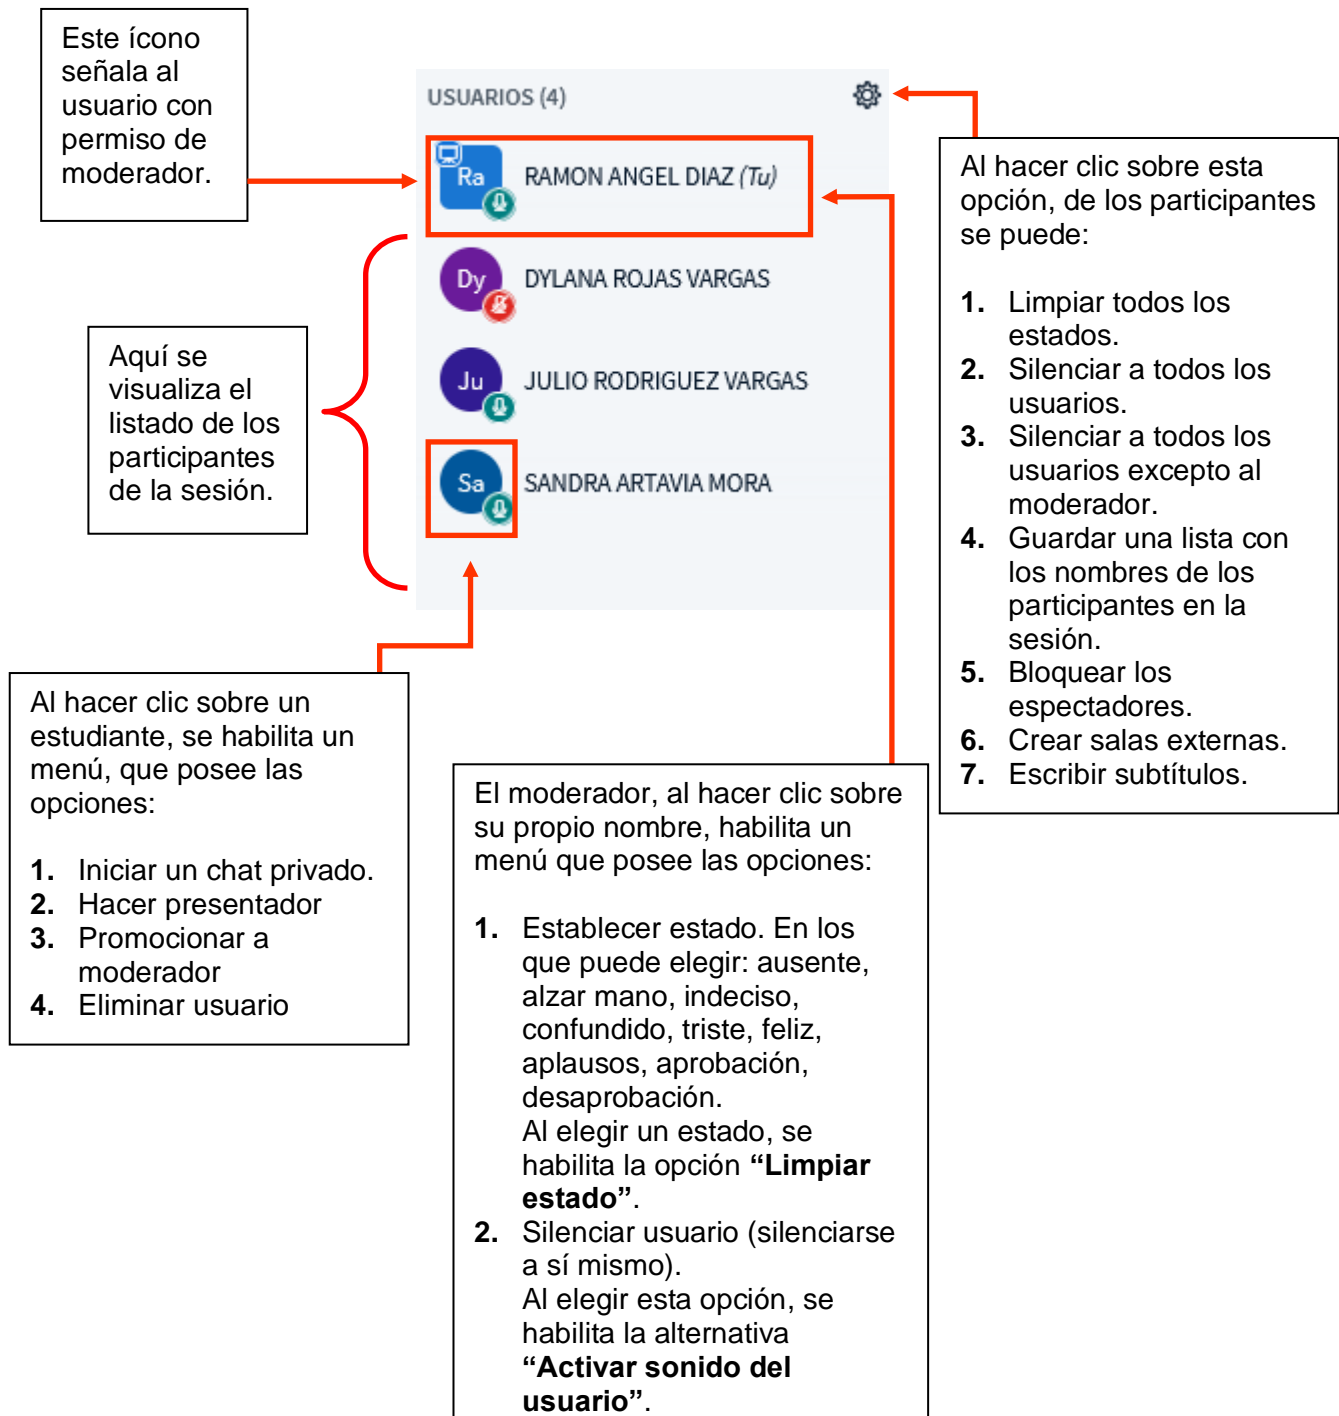 Este ícono
señala al
usuario con
permiso de
moderador.
USUARIOS (4)
Ra
RAMON ANGEL DIAZ (Tu)
Dy
DYLANA ROJAS VARGAS
Ju
JULIO RODRIGUEZ VARGAS
Sa
SANDRA ARTAVIA MORA
Aquí se
visualiza el
listado de los
participantes
de la sesión.
Al hacer clic sobre esta
opción, de los participantes
se puede:
1. Limpiar todos los
estados.
2. Silenciar a todos los
usuarios.
3. Silenciar a todos los
usuarios excepto al
moderador.
4. Guardar una lista con
los nombres de los
participantes en la
sesión.
5. Bloquear los
espectadores.
6. Crear salas externas.
7. Escribir subtítulos.
Al hacer clic sobre un
estudiante, se habilita un
menú, que posee las
opciones:
1. Iniciar un chat privado.
2. Hacer presentador
3. Promocionar a
moderador
4. Eliminar usuario
El moderador, al hacer clic sobre
su propio nombre, habilita un
menú que posee las opciones:
1. Establecer estado. En los
que puede elegir: ausente,
alzar mano, indeciso,
confundido, triste, feliz,
aplausos, aprobación,
desaprobación.
Al elegir un estado, se
habilita la opción “Limpiar
estado”.
2. Silenciar usuario (silenciarse
a sí mismo).
Al elegir esta opción, se
habilita la alternativa
“Activar sonido del
usuario”.